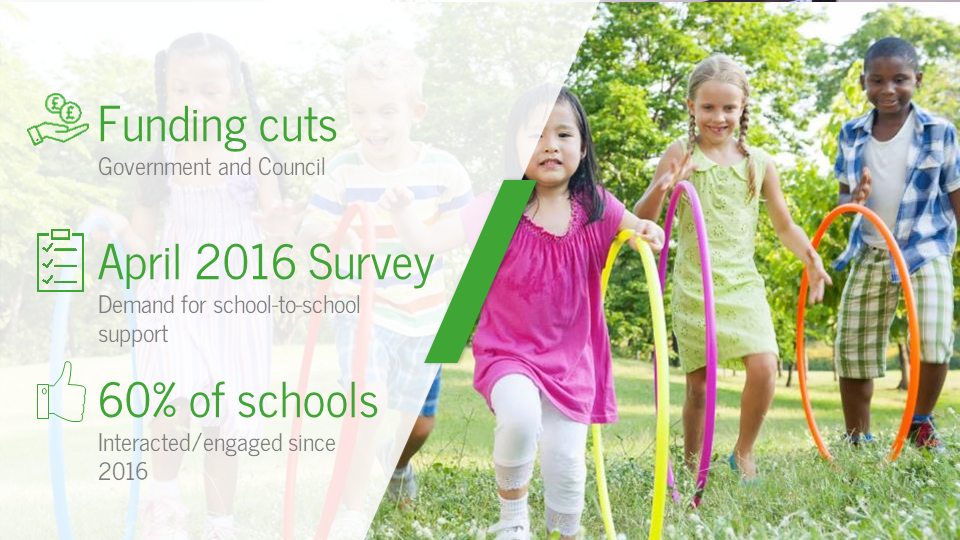 Funding cuts
Government and Council
April 2016 Survey
Demand for school-to-school
support
60% of schools
Interacted/engaged since
2016